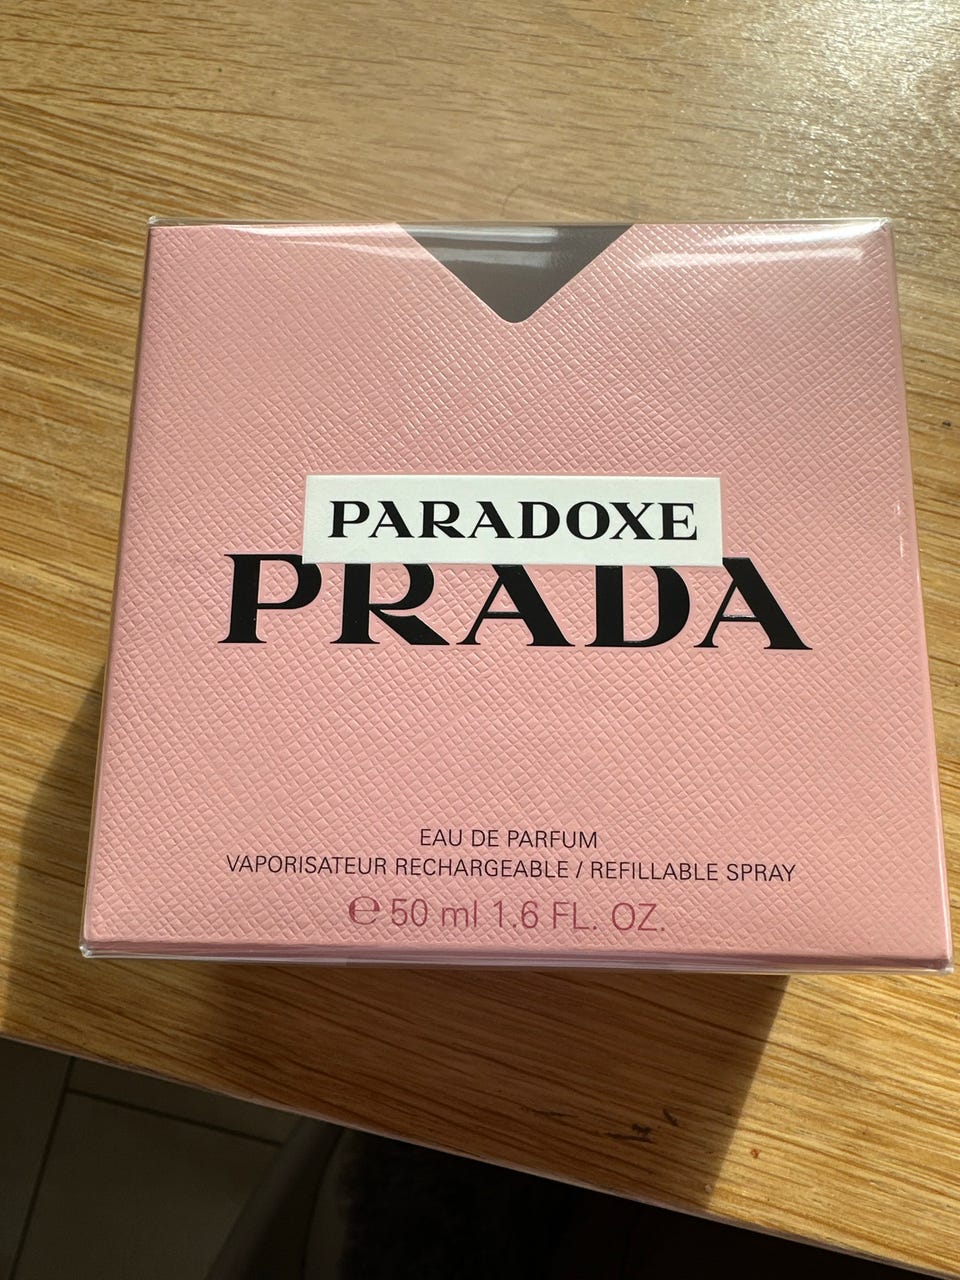 PARADOXE
PRADA
EAU DE PARFUM
VAPORISATEUR RECHARGEABLE / REFILLABLE SPRAY
℮ 50 ml 1.6 FL. OZ.